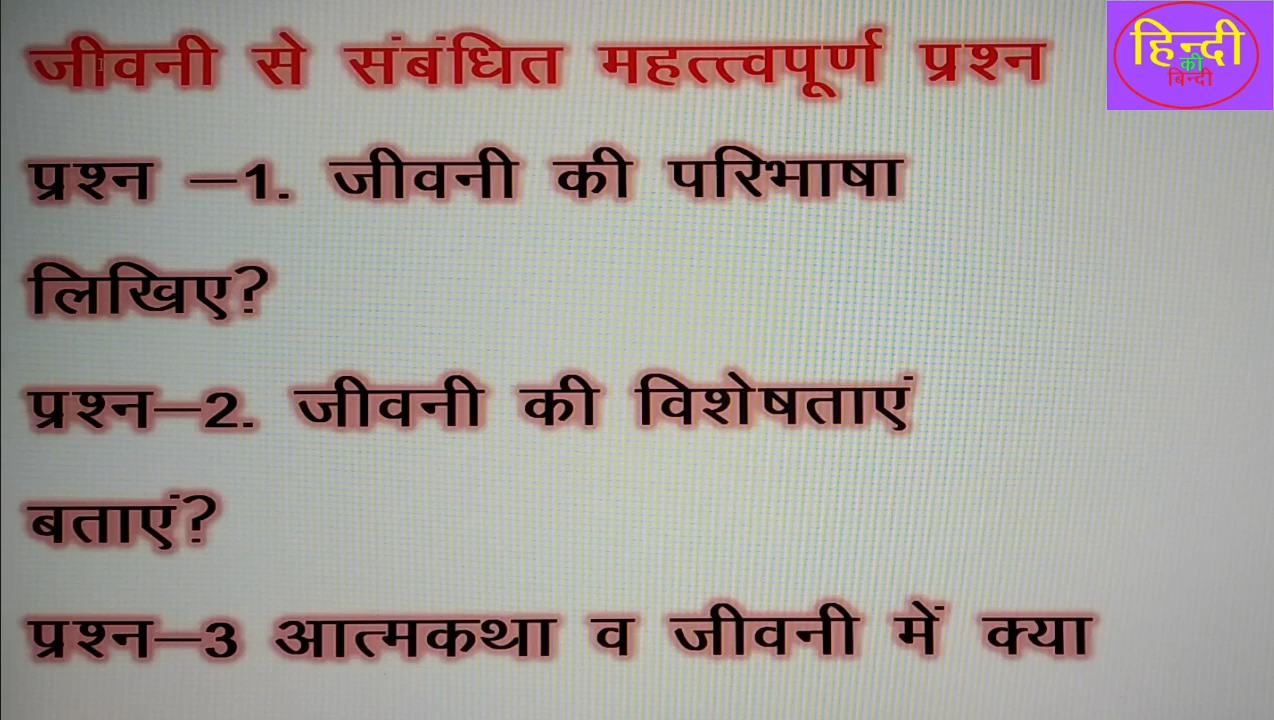 जीवनी से संबंधित महत्त्वपूर्ण प्रश्न
हिन्दी
की
बिन्दी
प्रश्न –1. जीवनी की परिभाषा
लिखिए?
प्रश्न–2. जीवनी की विशेषताएं
बताएं?
प्रश्न–3 आत्मकथा व जीवनी में क्या